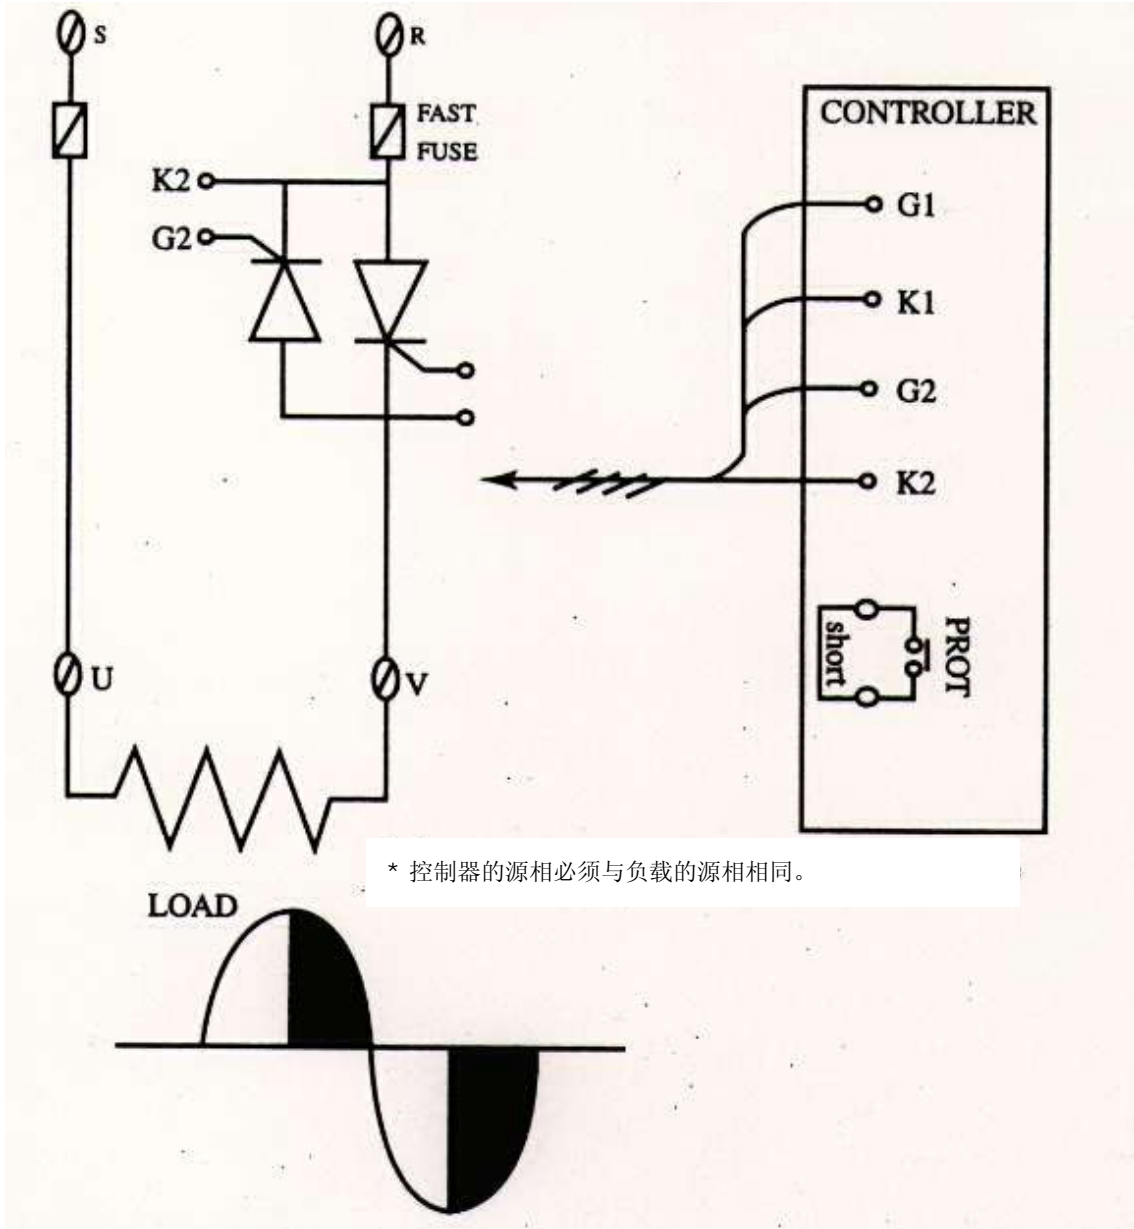 S
R
FAST
FUSE
K2
G2
CONTROLLER
G1
K1
G2
K2
short
PROT
U
V
* 控制器的源相必须与负载的源相相同。
LOAD